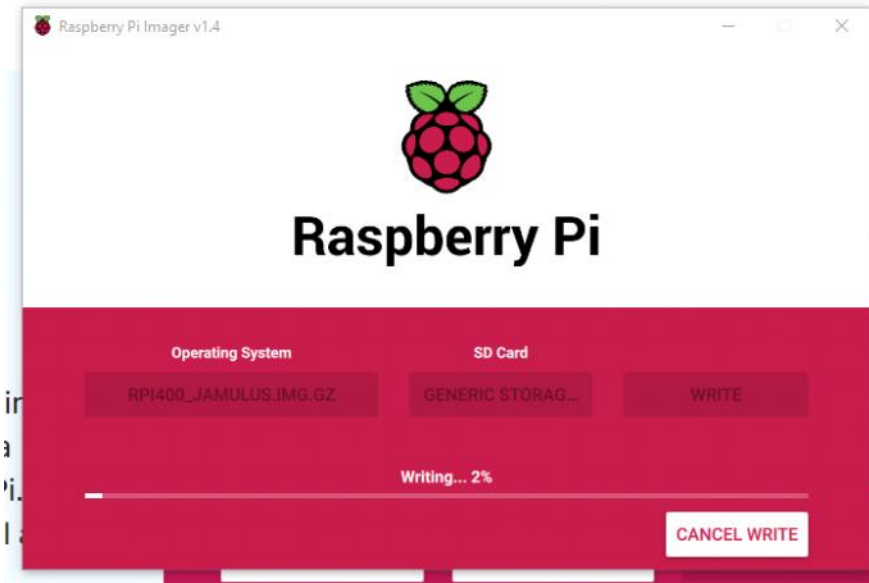 Raspberry Pi Imager v1.4
Raspberry Pi
Operating System
SD Card
RPI400_JAMULUS.IMG.GZ
GENERIC STORAG...
WRITE
Writing... 2%
CANCEL WRITE
a
Pi.